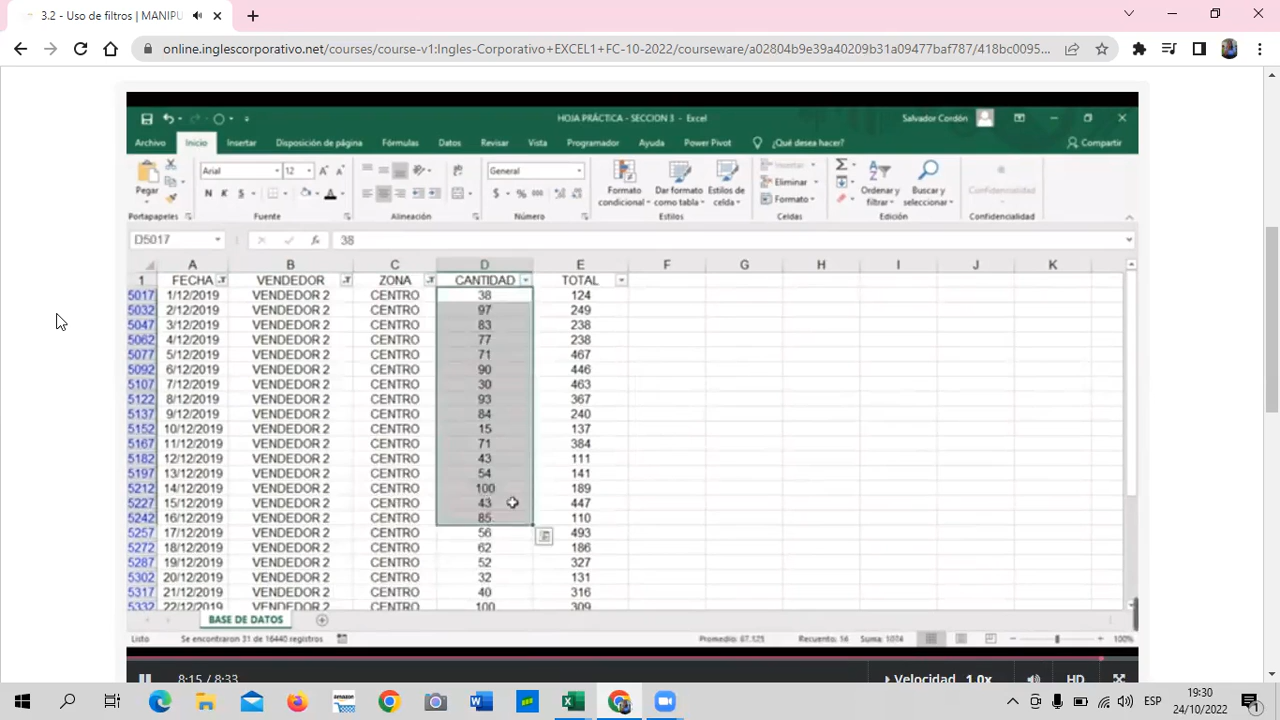 3.2 - Uso de filtros | MANIPU
online.inglescorporativo.net/courses/course-v1:Ingles-Corporativo+EXCEL1+FC-10-2022/courseware/a02804b9e39a40209b31a09477baf787/418bc0095...
HOJA PRÁCTICA - SECCION 3 - Excel
Salvador Cordón
Archivo Inicio Insertar Disposición de página Fórmulas Datos Revisar Vista Programador Ayuda Power Pivot ¿Qué desea hacer? Compartir
Pegar
Arial 12
N K S
General
$ % 000
Formato condicional
Dar formato como tabla
Estilos de celda
Insertar
Eliminar
Formato
Ordenar y filtrar
Buscar y seleccionar
Confidencialidad
Portapapeles Fuente Alineación Número Estilos Celdas Edición Confidencialidad
D5017 fx 38
A B C D E F G H I J K
1 FECHA VENDEDOR ZONA CANTIDAD TOTAL
5017 1/12/2019 VENDEDOR 2 CENTRO 38 124
5032 2/12/2019 VENDEDOR 2 CENTRO 97 249
5047 3/12/2019 VENDEDOR 2 CENTRO 83 238
5062 4/12/2019 VENDEDOR 2 CENTRO 77 238
5077 5/12/2019 VENDEDOR 2 CENTRO 71 467
5092 6/12/2019 VENDEDOR 2 CENTRO 90 446
5107 7/12/2019 VENDEDOR 2 CENTRO 30 463
5122 8/12/2019 VENDEDOR 2 CENTRO 93 367
5137 9/12/2019 VENDEDOR 2 CENTRO 84 240
5152 10/12/2019 VENDEDOR 2 CENTRO 15 137
5167 11/12/2019 VENDEDOR 2 CENTRO 71 384
5182 12/12/2019 VENDEDOR 2 CENTRO 43 111
5197 13/12/2019 VENDEDOR 2 CENTRO 54 141
5212 14/12/2019 VENDEDOR 2 CENTRO 100 189
5227 15/12/2019 VENDEDOR 2 CENTRO 43 447
5242 16/12/2019 VENDEDOR 2 CENTRO 85 110
5257 17/12/2019 VENDEDOR 2 CENTRO 56 493
5272 18/12/2019 VENDEDOR 2 CENTRO 62 186
5287 19/12/2019 VENDEDOR 2 CENTRO 52 327
5302 20/12/2019 VENDEDOR 2 CENTRO 32 131
5317 21/12/2019 VENDEDOR 2 CENTRO 40 316
5332 22/12/2019 VENDEDOR 2 CENTRO 100 309
BASE DE DATOS
Listo Se encontraron 31 de 16440 registros Promedio: 67.125 Recuento: 16 Suma: 1074 100%
8:15 / 8:33 Velocidad 1.0x HD
amazon
ESP
19:30
24/10/2022